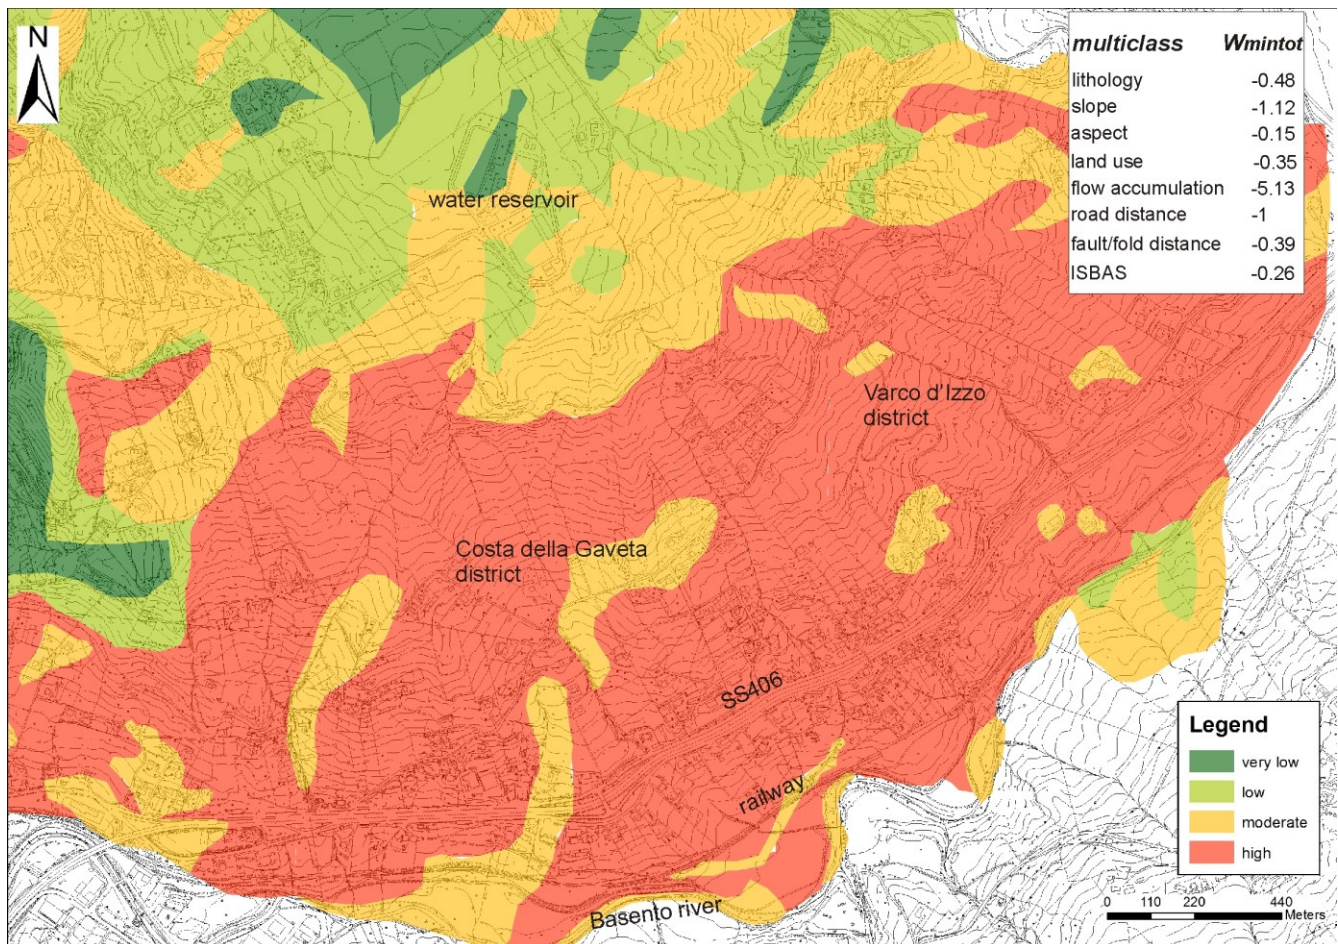 N
multiclass Wmintot
lithology -0.48
slope -1.12
aspect -0.15
land use -0.35
flow accumulation -5.13
road distance -1
fault/fold distance -0.39
ISBAS -0.26
water reservoir
Varco d'Izzo
district
Costa della Gaveta
district
SS406
railway
Basento river
Legend
very low
low
moderate
high
0 110 220 440
Meters